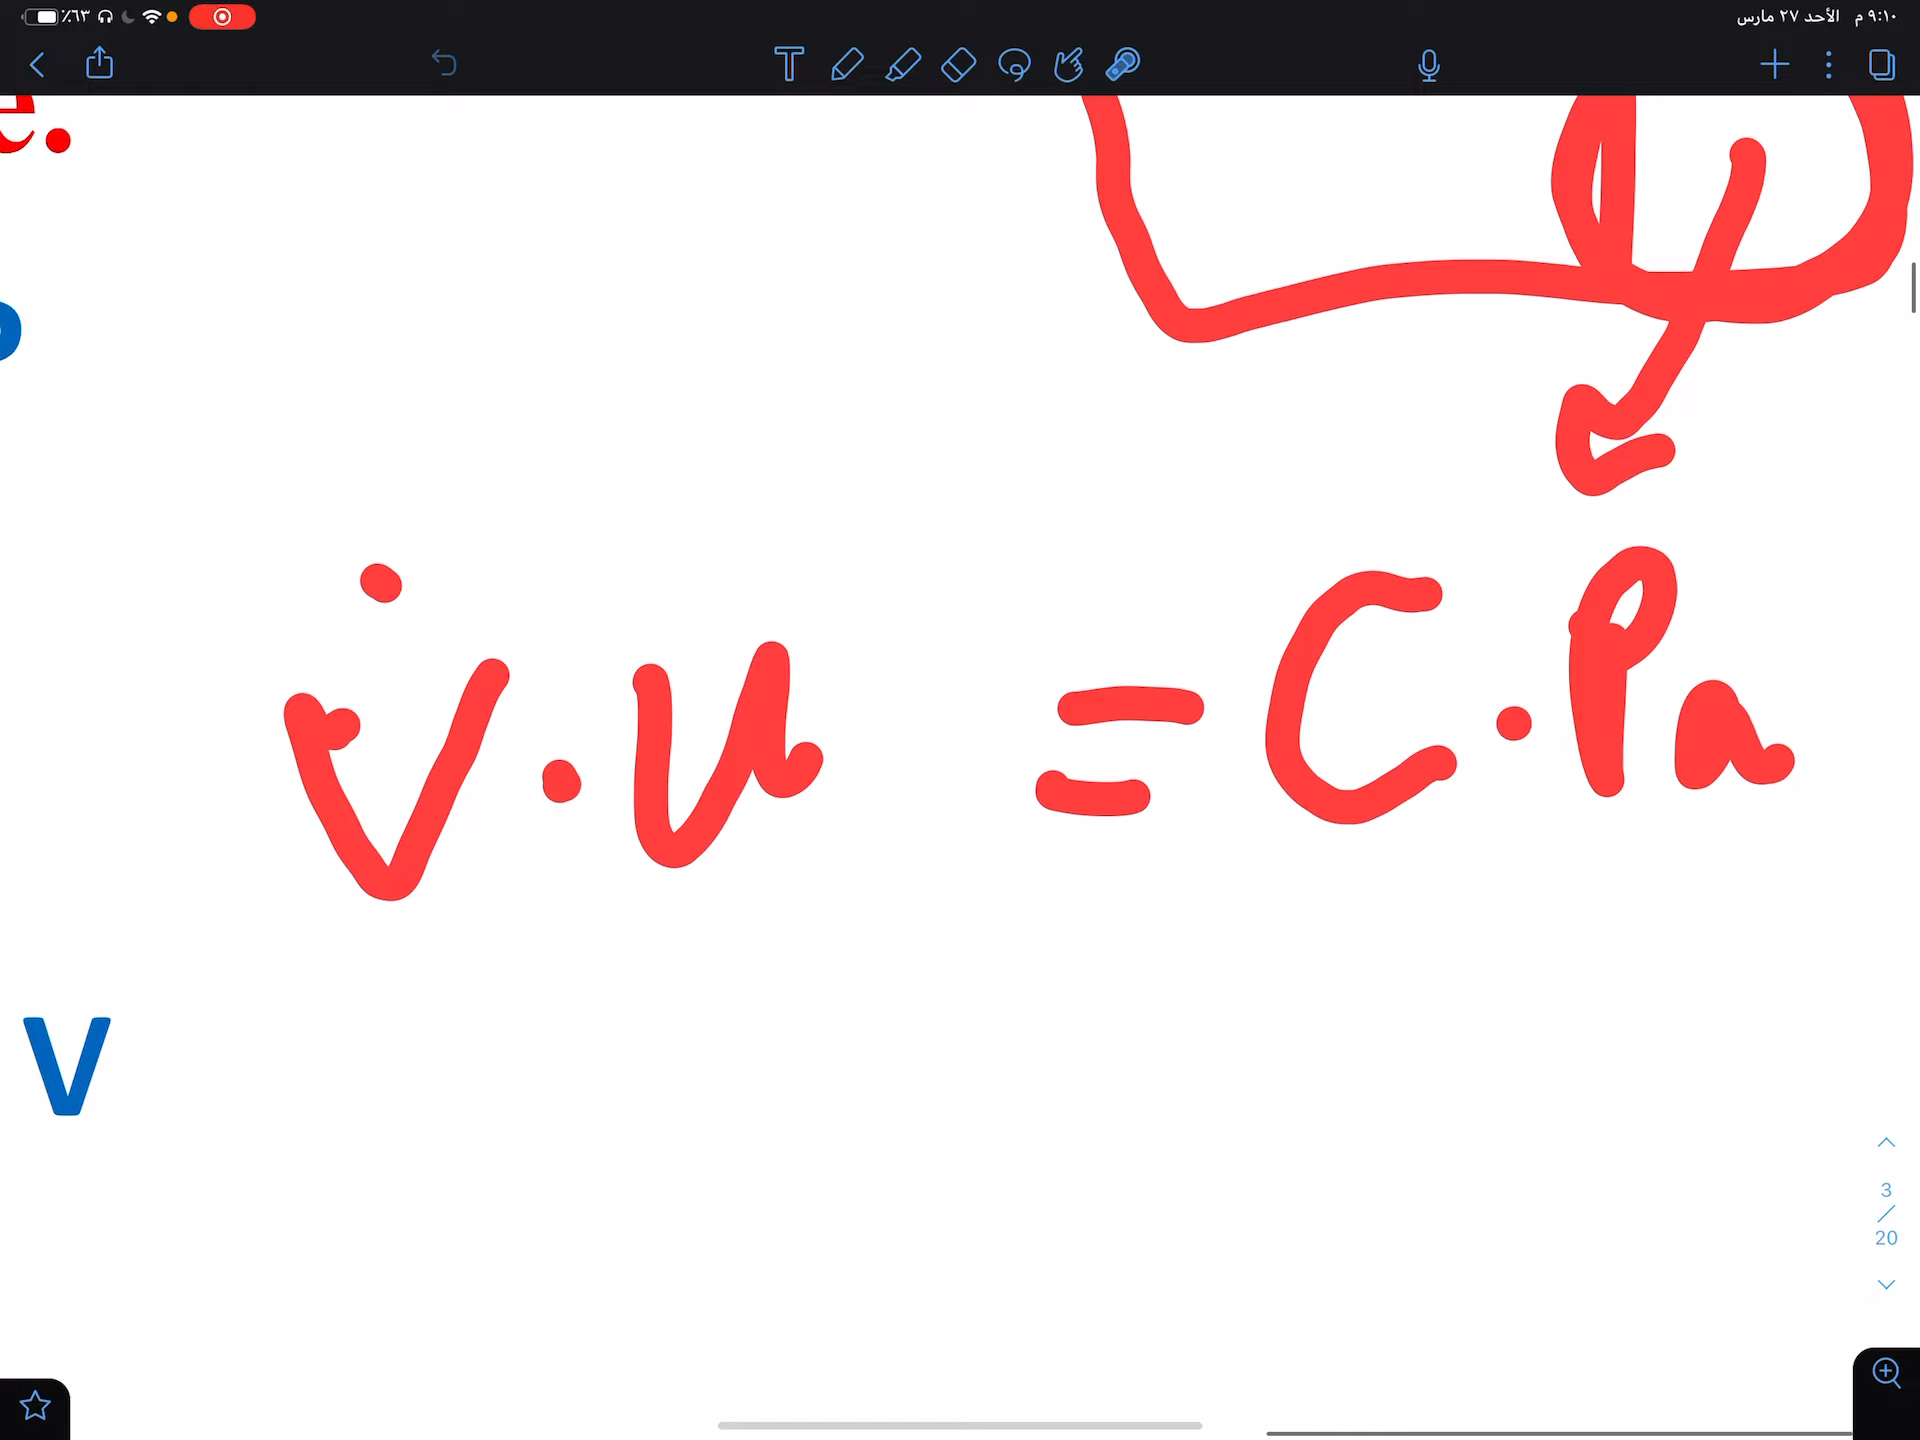 ٪٦٣ ٩:١٠ م الأحد ٢٧ مارس
e.
V̇ · u = C · Pa
V
3
/
20